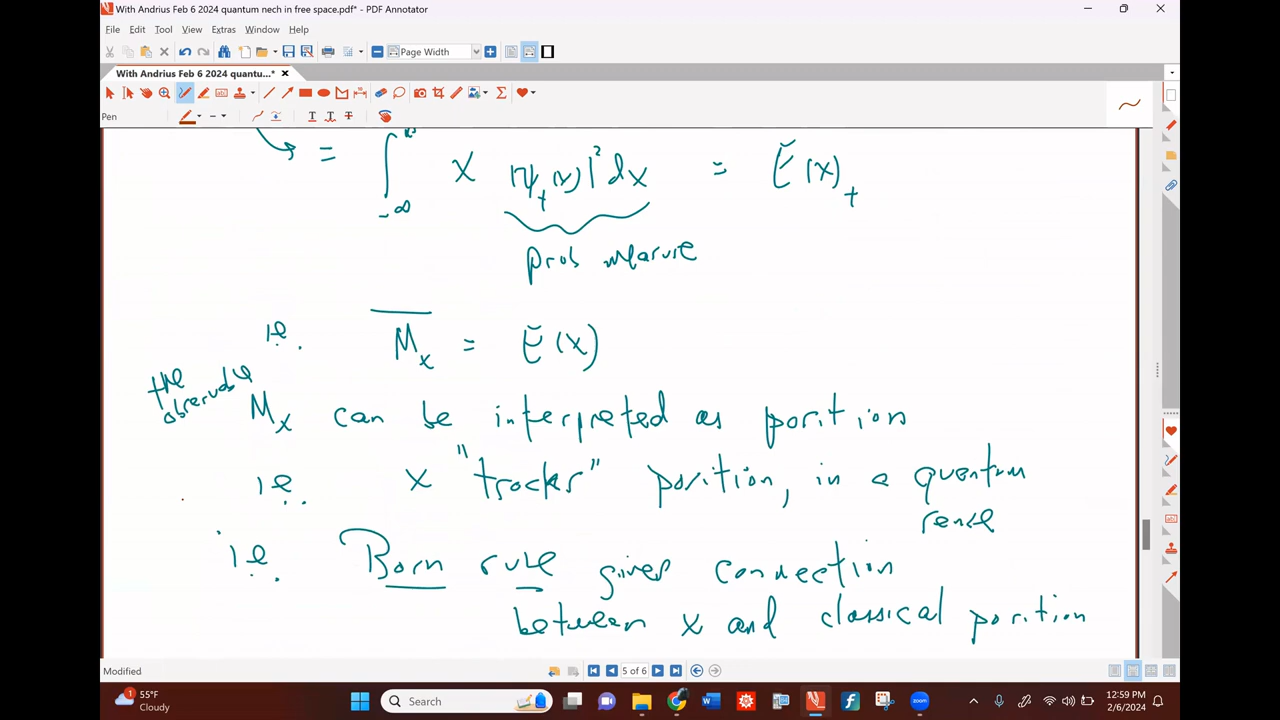 With Andrius Feb 6 2024 quantum nech in free space.pdf* - PDF Annotator
File Edit Tool View Extras Window Help
Page Width
With Andrius Feb 6 2024 quantu...* ×
Pen
= ∫_{-∞}^{∞} x |ψ_t(x)|² dx = E(x)_t
prob measure
i.e. M̅_x = E(x)
the observable M_x can be interpreted as position
i.e. x "tracks" position, in a quantum
sense
i.e. Born rule gives connection
between x and classical position
Modified
5 of 6
1
55°F
Cloudy
Search
12:59 PM
2/6/2024